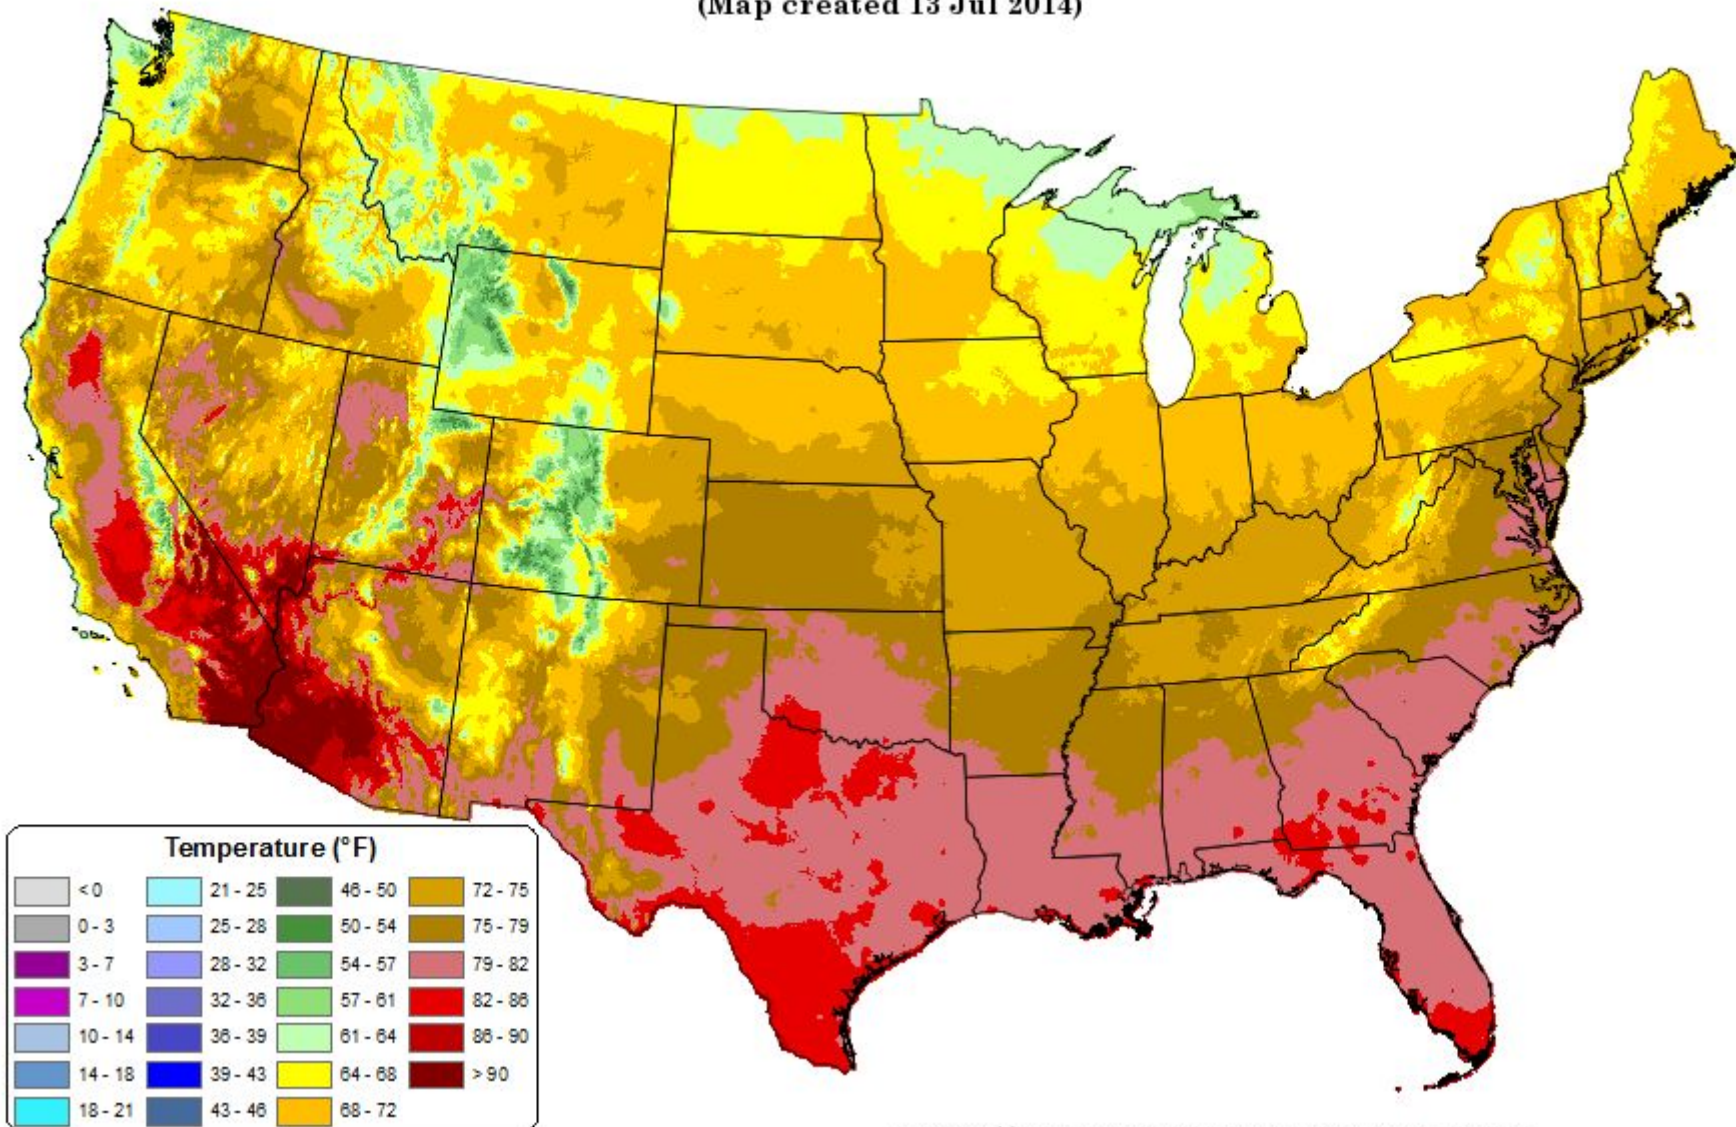 (Map created 13 Jul 2014)
Temperature (°F)
< 0
0 - 3
3 - 7
7 - 10
10 - 14
14 - 18
18 - 21
21 - 25
25 - 28
28 - 32
32 - 36
36 - 39
39 - 43
43 - 46
46 - 50
50 - 54
54 - 57
57 - 61
61 - 64
64 - 68
68 - 72
72 - 75
75 - 79
79 - 82
82 - 86
86 - 90
> 90